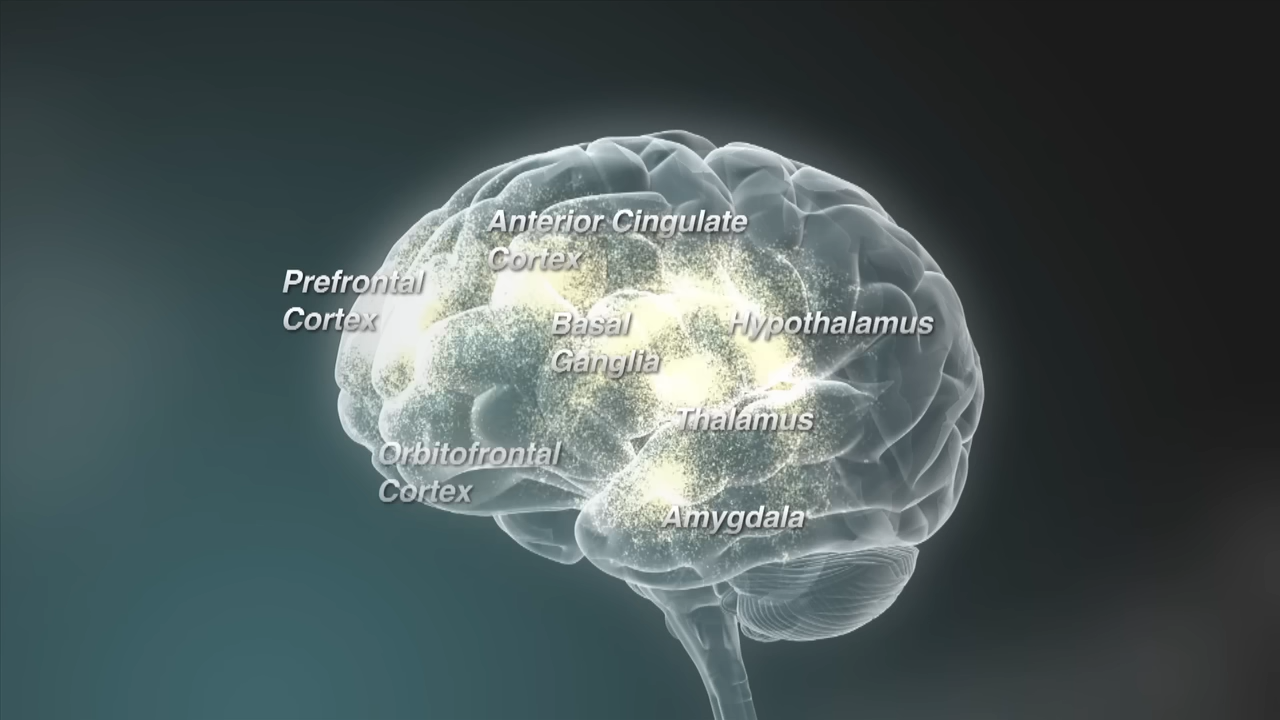 Anterior Cingulate
Cortex
Prefrontal
Cortex
Basal
Ganglia
Hypothalamus
Thalamus
Orbitofrontal
Cortex
Amygdala